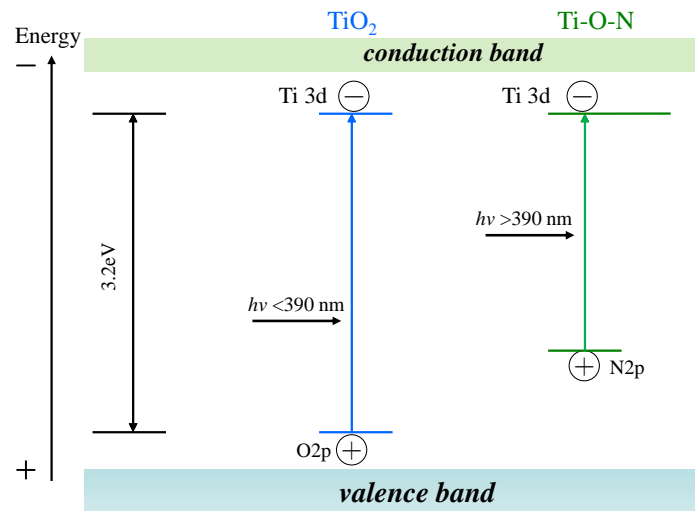 TiO₂
Ti-O-N
Energy
conduction band
−
Ti 3d −
Ti 3d −
hv >390 nm
3.2eV
hv <390 nm
+ N2p
O2p +
+
valence band